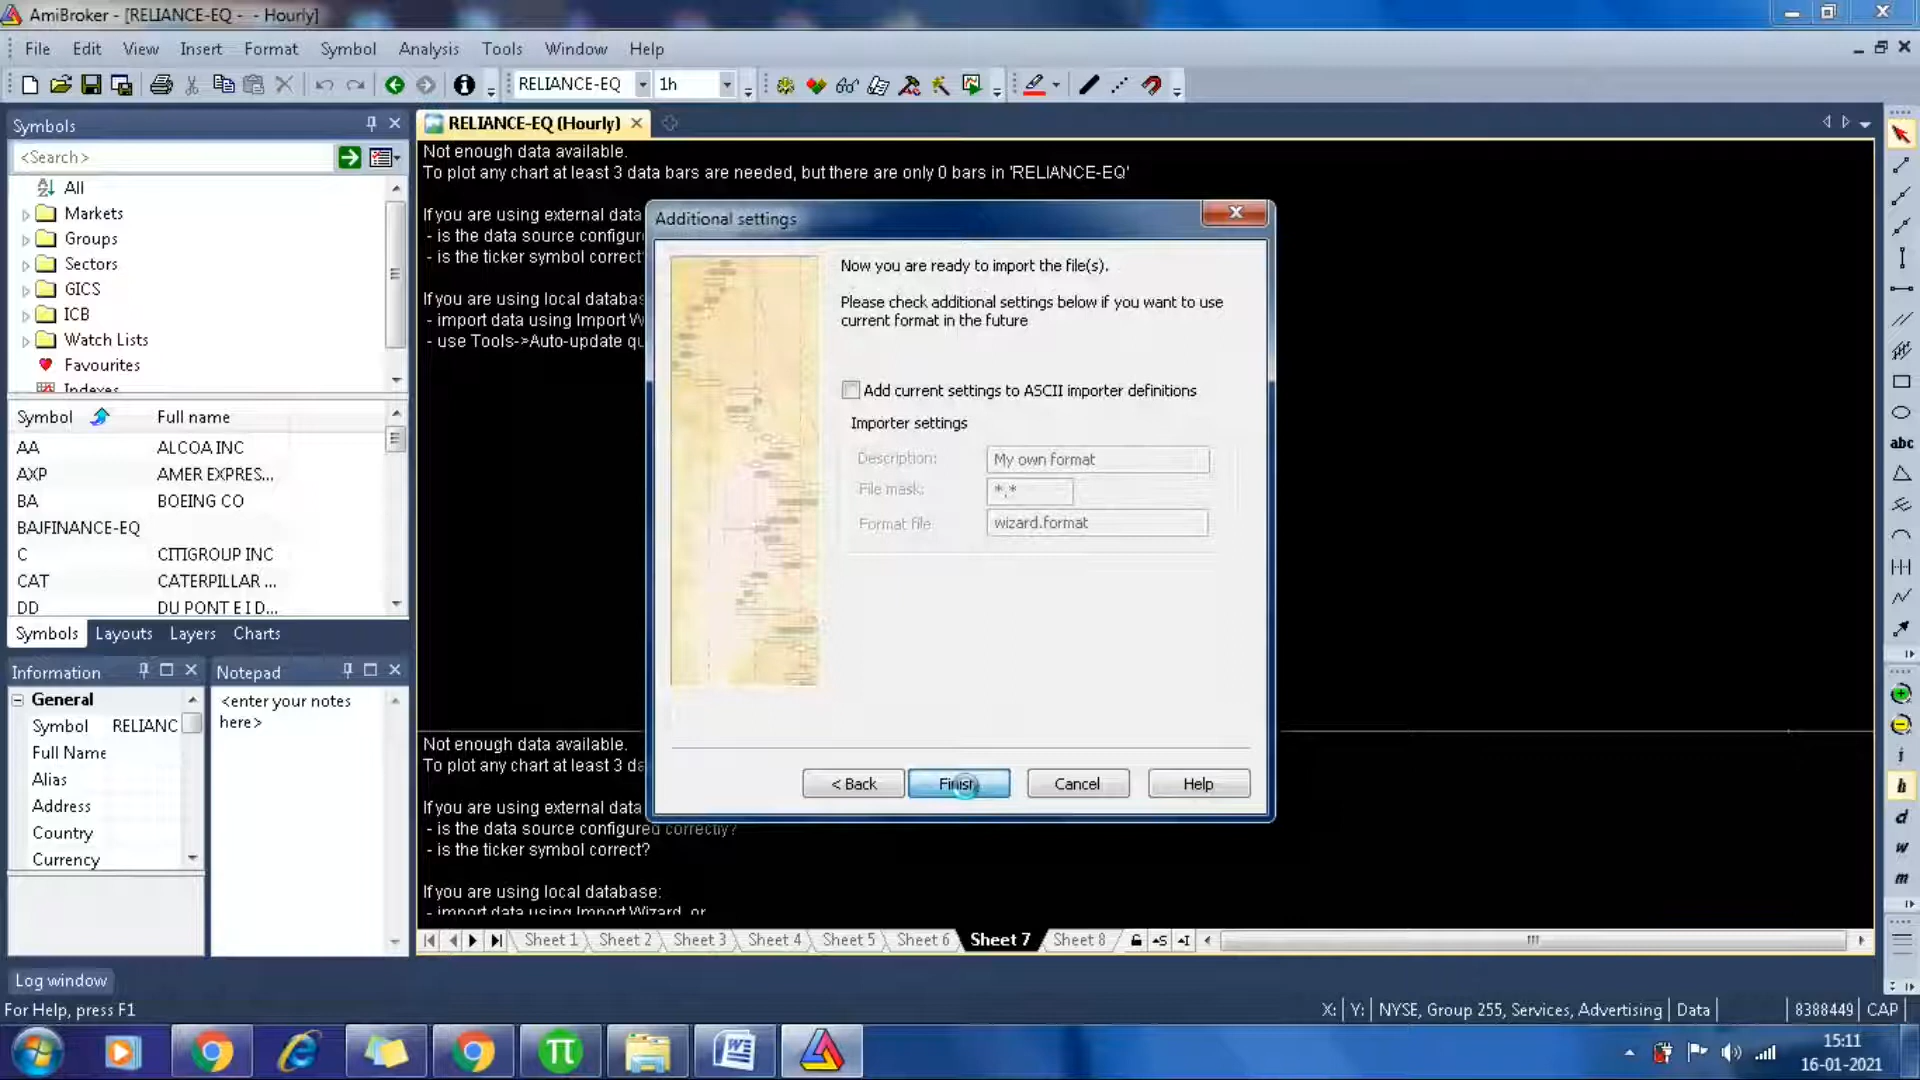 AmiBroker - [RELIANCE-EQ - - Hourly]
File Edit View Insert Format Symbol Analysis Tools Window Help
RELIANCE-EQ 1h
Symbols
RELIANCE-EQ (Hourly)
<Search>
All
Markets
Groups
Sectors
GICS
ICB
Watch Lists
Favourites
Indexes
Symbol Full name
AA ALCOA INC
AXP AMER EXPRES...
BA BOEING CO
BAJFINANCE-EQ
C CITIGROUP INC
CAT CATERPILLAR ...
DD DU PONT E I D...
Symbols Layouts Layers Charts
Information
General
Symbol RELIANC
Full Name
Alias
Address
Country
Currency
Notepad
<enter your notes
here>
Not enough data available.
To plot any chart at least 3 data bars are needed, but there are only 0 bars in 'RELIANCE-EQ'
If you are using external data
- is the data source configur
- is the ticker symbol correct
If you are using local databas
- import data using Import W
- use Tools->Auto-update qu
Additional settings
Now you are ready to import the file(s).
Please check additional settings below if you want to use
current format in the future
Add current settings to ASCII importer definitions
Importer settings
Description: My own format
File mask: *.*
Format file wizard.format
< Back Finish Cancel Help
Not enough data available.
To plot any chart at least 3 da
If you are using external data
- is the data source configured correctly?
- is the ticker symbol correct?
If you are using local database:
- import data using Import Wizard, or
Sheet 1 Sheet 2 Sheet 3 Sheet 4 Sheet 5 Sheet 6 Sheet 7 Sheet 8
abc
i
h
d
w
m
Log window
For Help, press F1
X: Y: NYSE, Group 255, Services, Advertising Data 8388449 CAP
15:11
16-01-2021